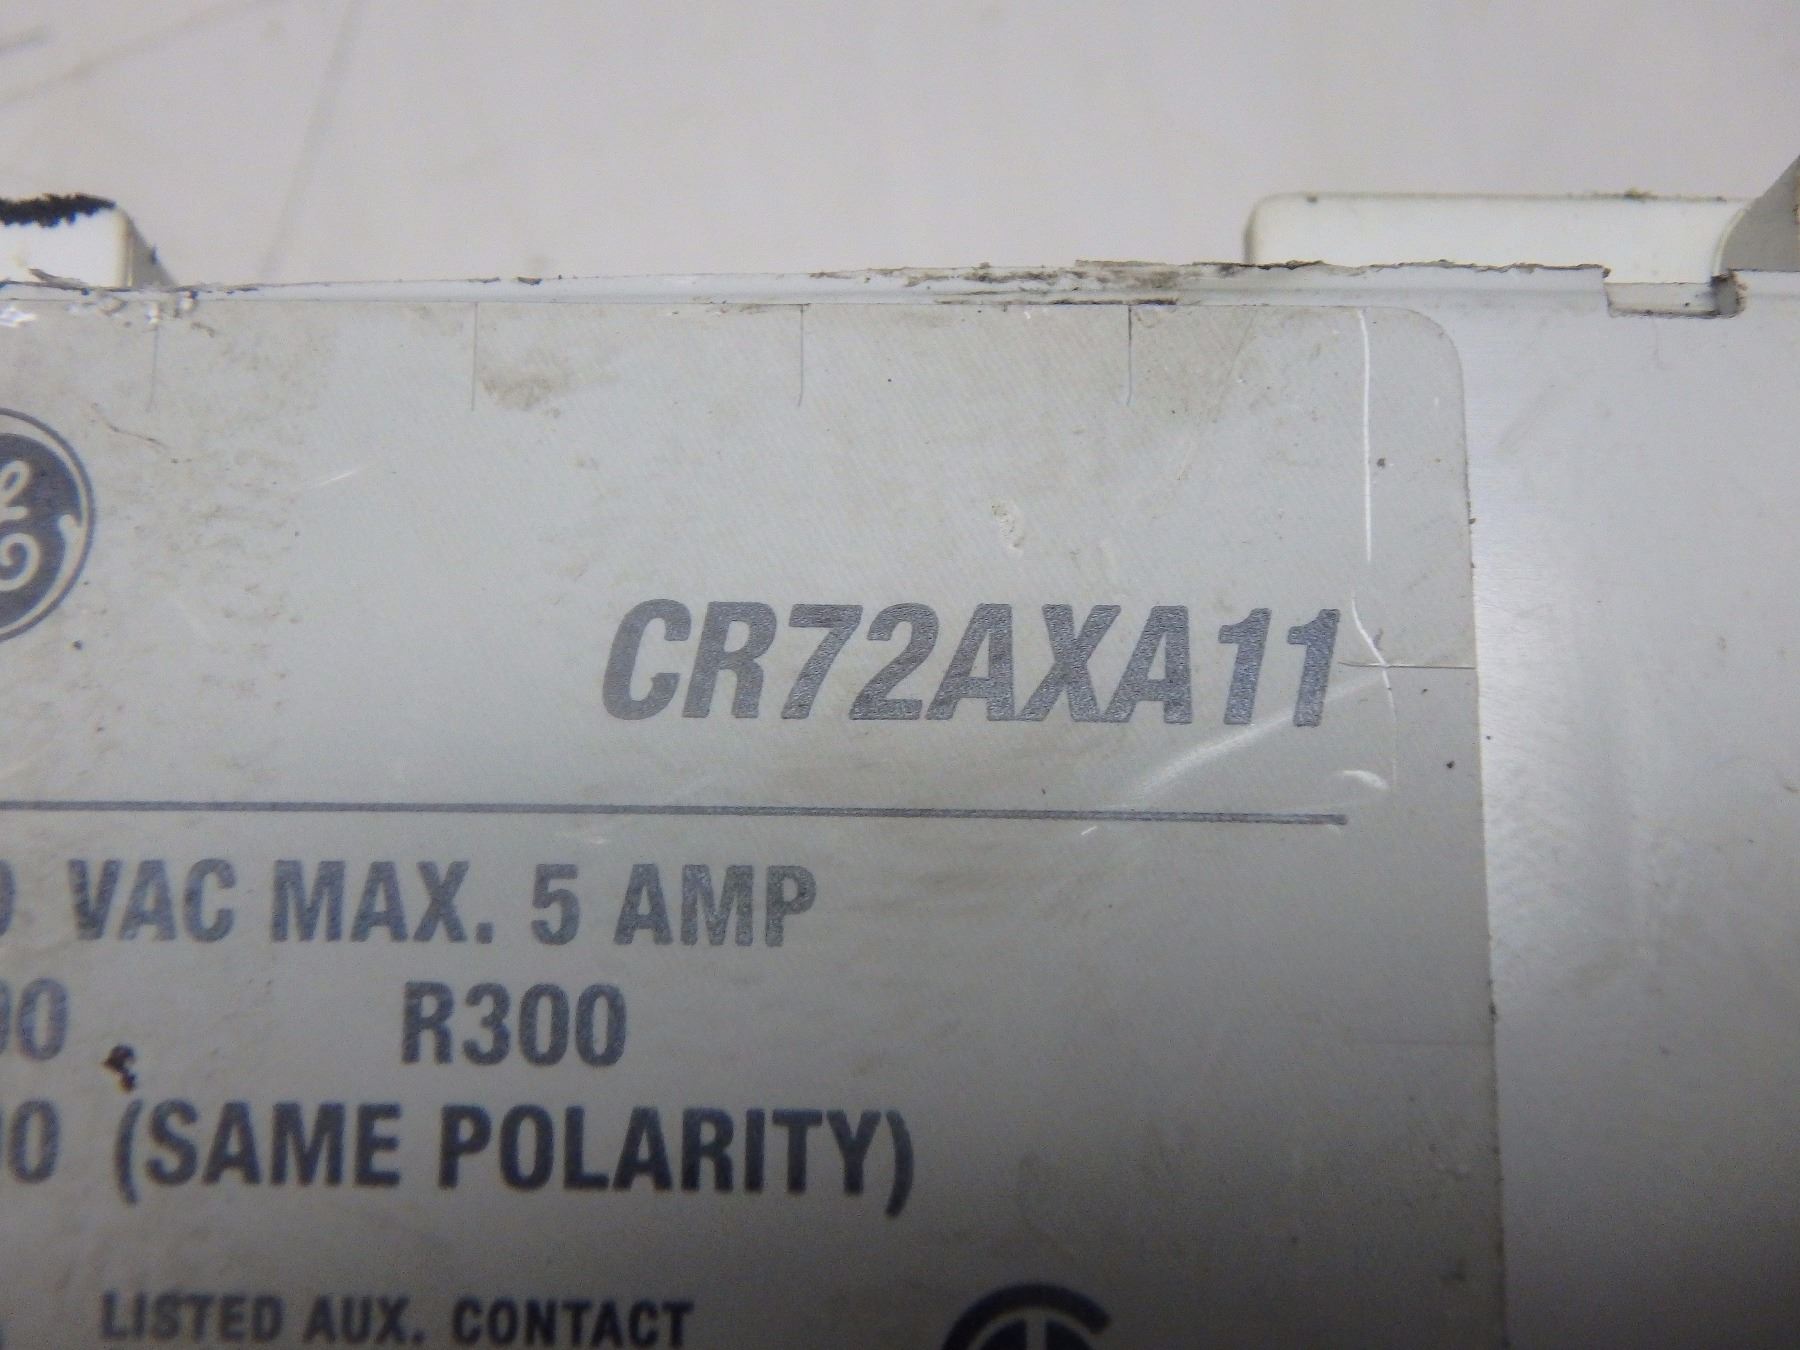 CR72AXA11
VAC MAX. 5 AMP
R300
(SAME POLARITY)
LISTED AUX. CONTACT